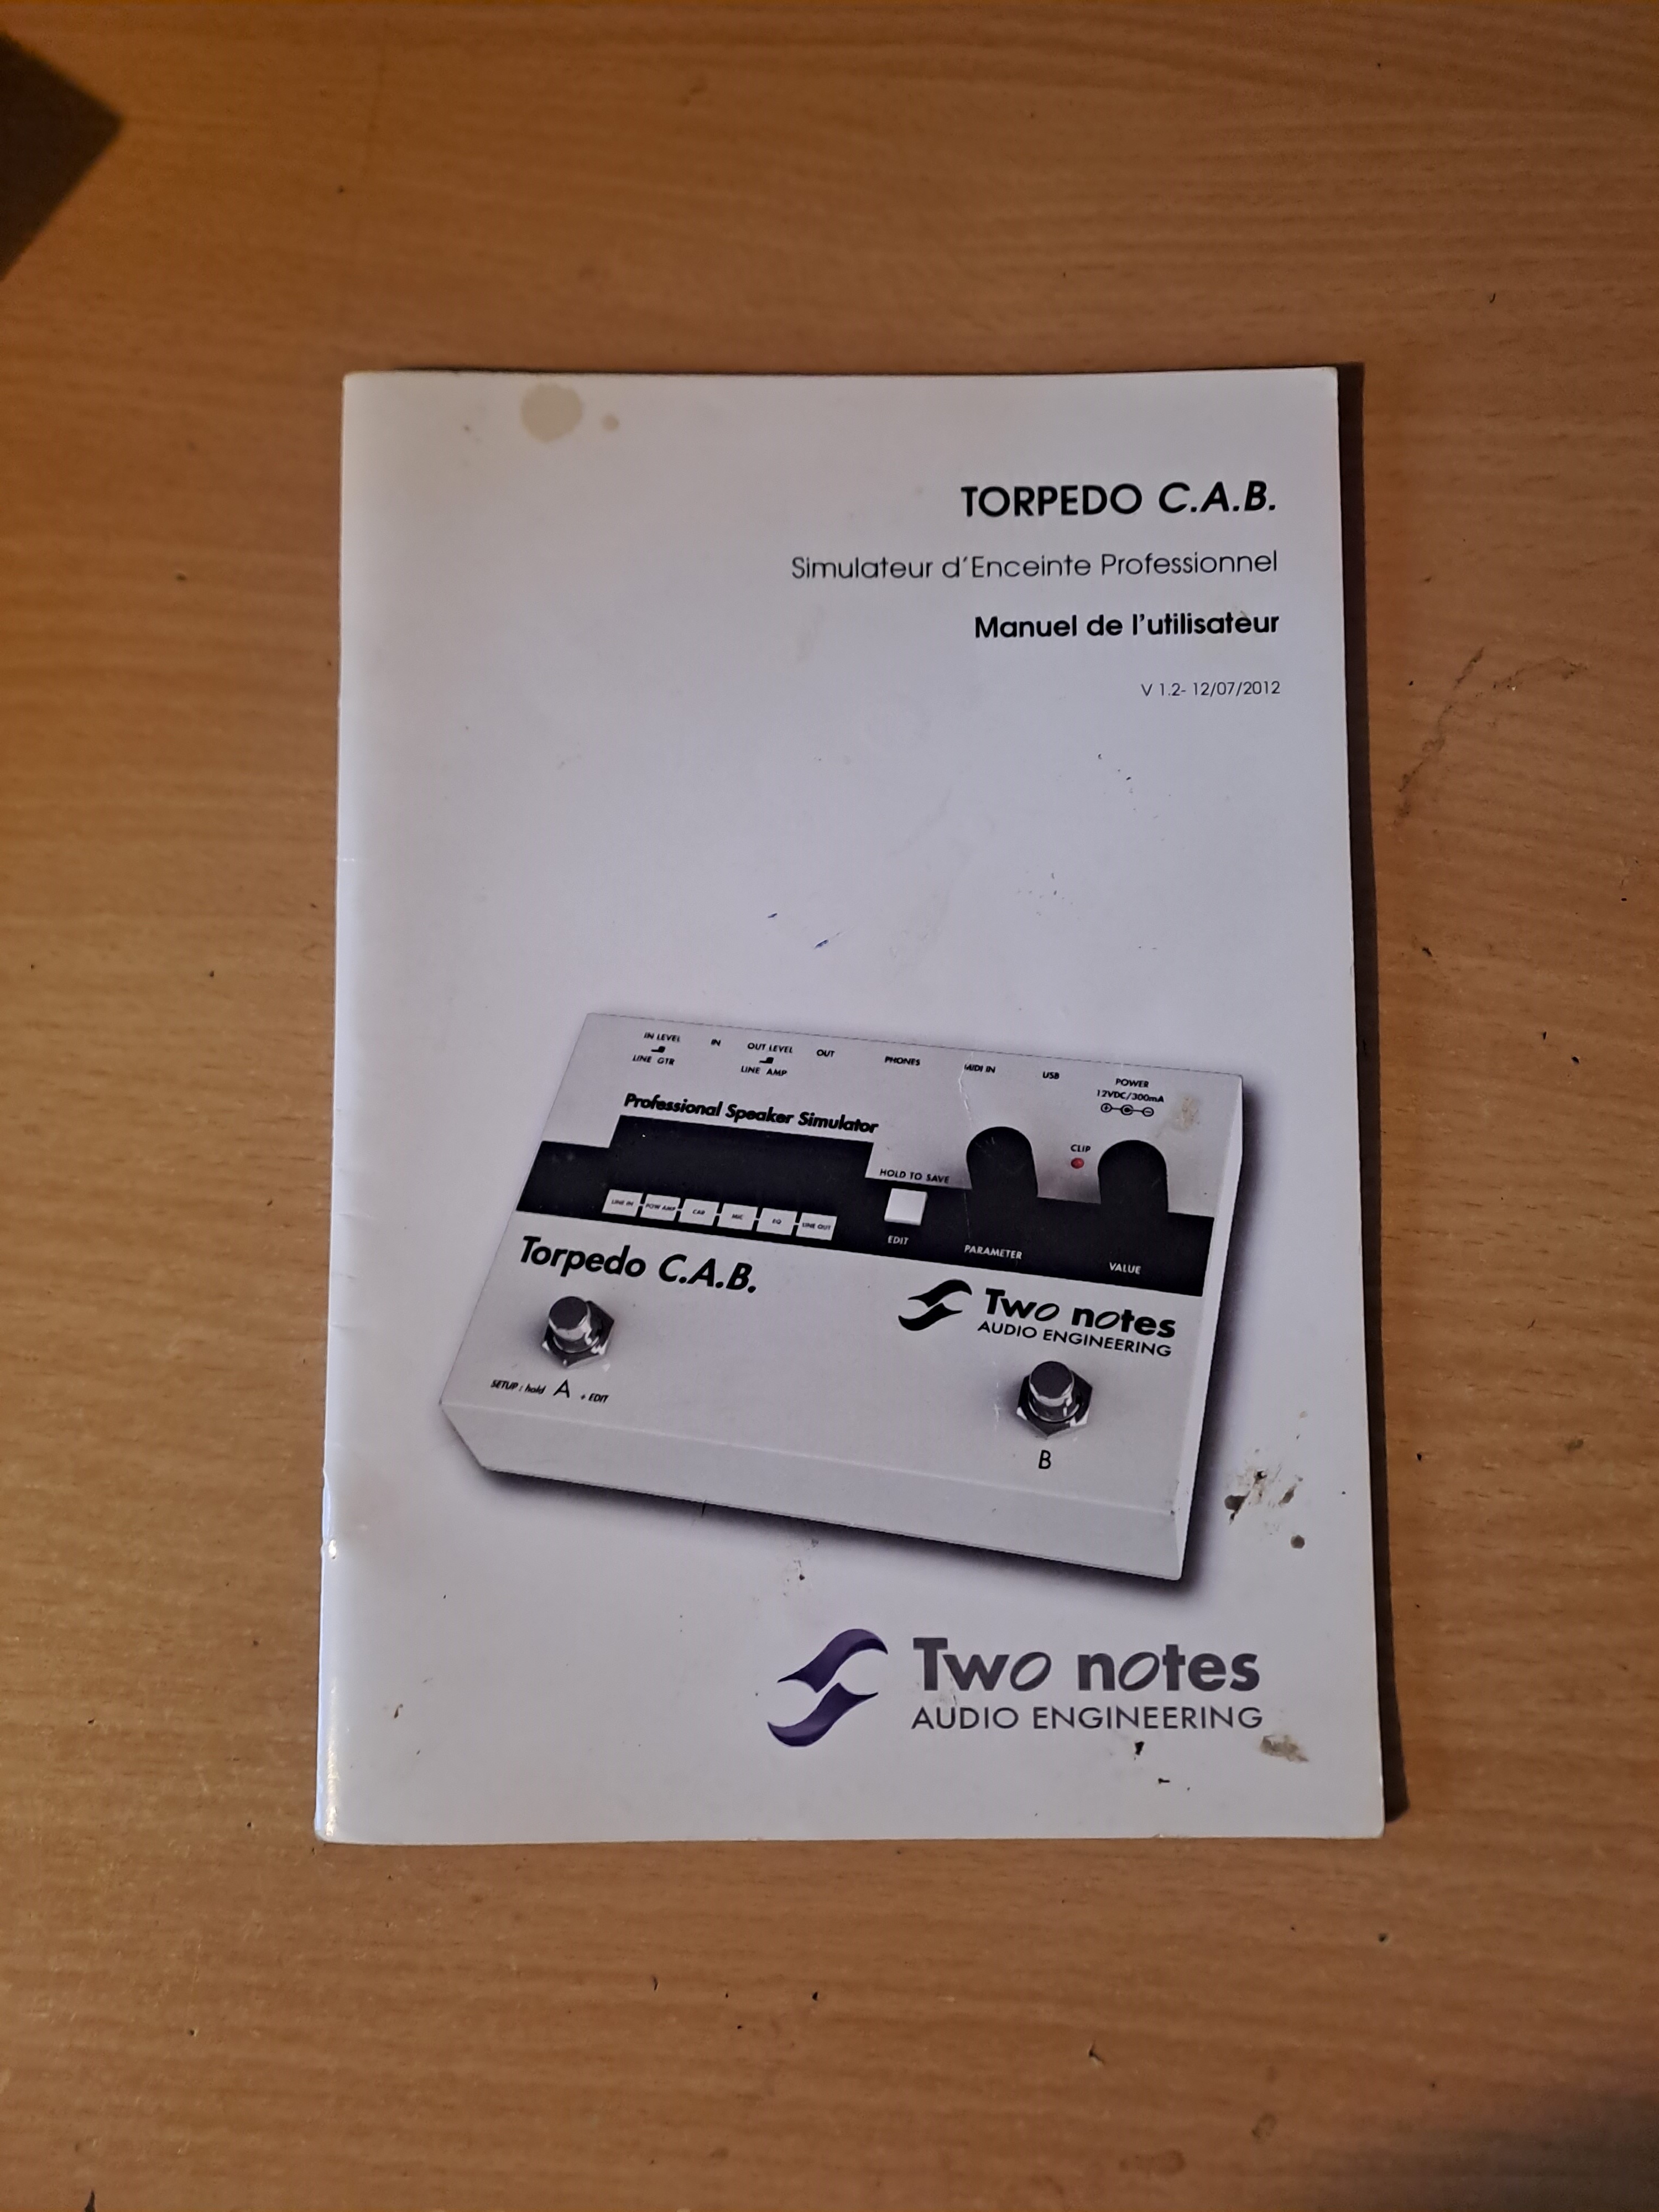 TORPEDO C.A.B.
Simulateur d'Enceinte Professionnel
Manuel de l'utilisateur
V 1.2- 12/07/2012
IN LEVEL
LINE GTR
IN
OUT LEVEL
LINE AMP
OUT
PHONES
MIDI IN
USB
POWER
12VDC/300mA
Professional Speaker Simulator
CLIP
HOLD TO SAVE
LINE IN
POW AMP
CAB
MIC
EQ
LINE OUT
EDIT
PARAMETER
VALUE
Torpedo C.A.B.
Two notes
AUDIO ENGINEERING
SETUP : hold A + EDIT
B
Two notes
AUDIO ENGINEERING